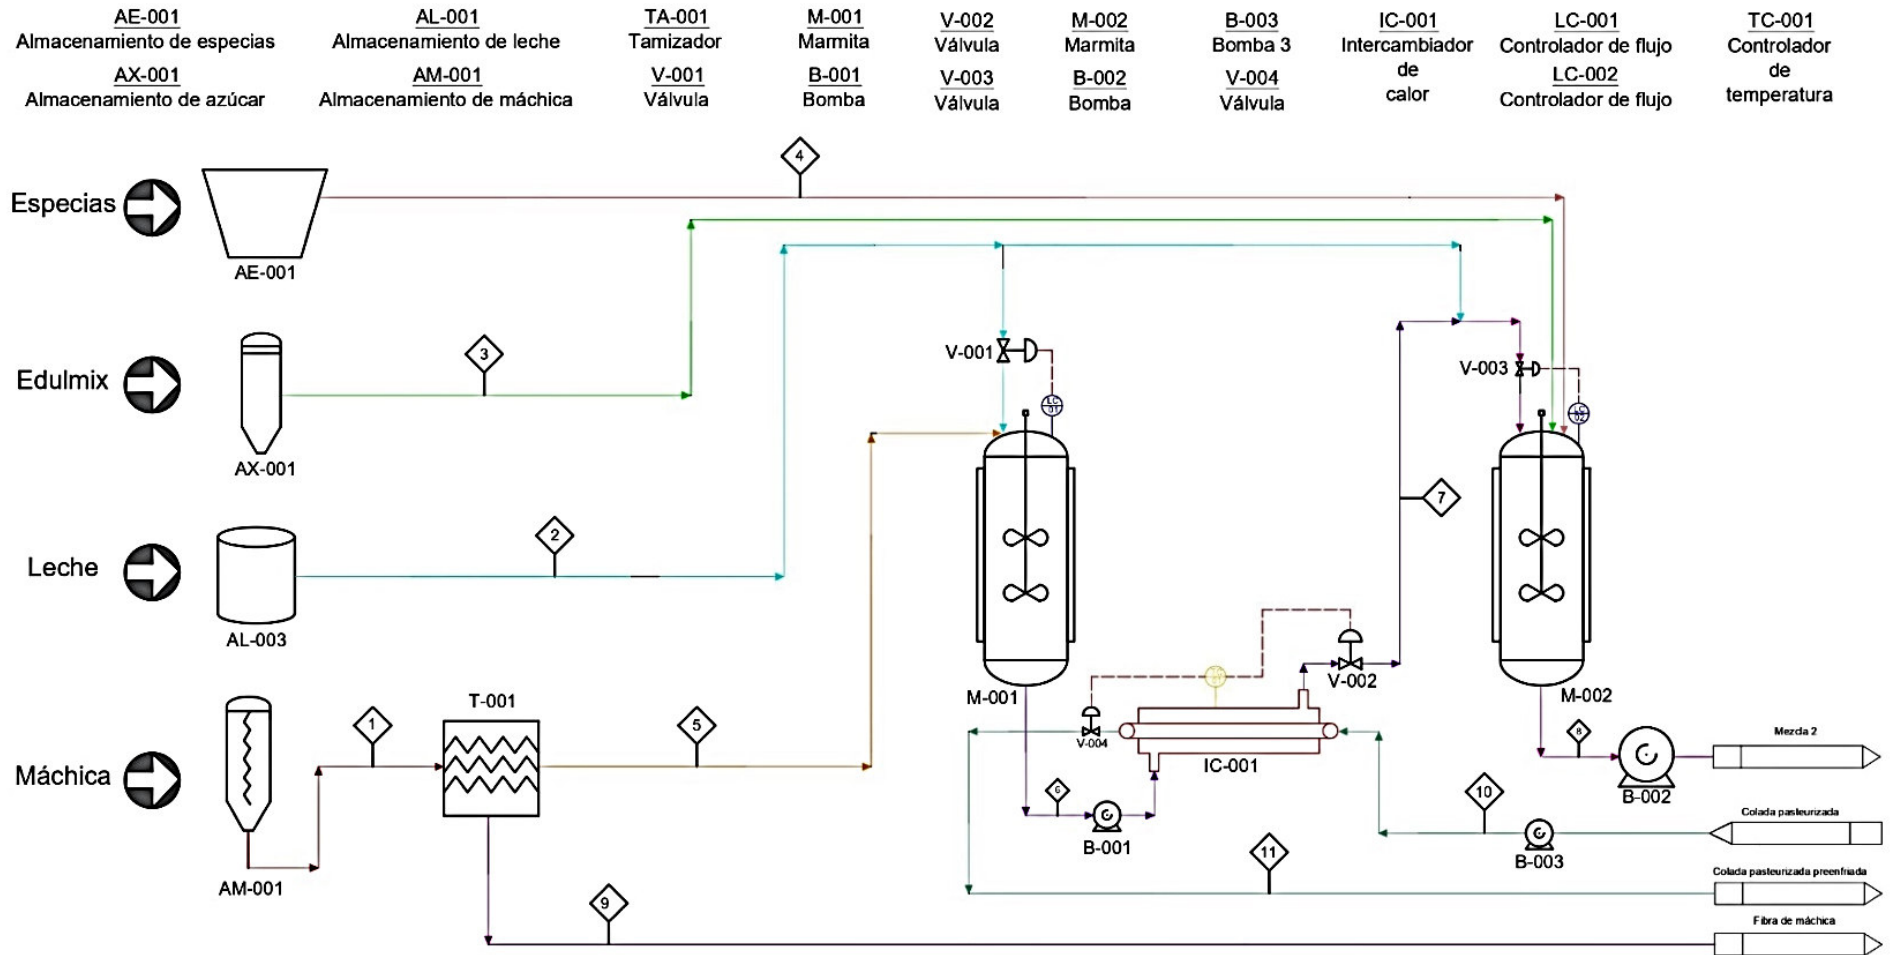 AE-001
Almacenamiento de especias
AX-001
Almacenamiento de azúcar
AL-001
Almacenamiento de leche
AM-001
Almacenamiento de máchica
TA-001
Tamizador
V-001
Válvula
M-001
Marmita
B-001
Bomba
V-002
Válvula
V-003
Válvula
M-002
Marmita
B-002
Bomba
B-003
Bomba 3
V-004
Válvula
IC-001
Intercambiador
de
calor
LC-001
Controlador de flujo
LC-002
Controlador de flujo
TC-001
Controlador
de
temperatura
4
Especias
AE-001
3
V-001
V-003
Edulmix
LC
01
LC
02
AX-001
7
2
Leche
AL-003
M-001
V-002
M-002
T-001
1
5
V-004
8
Mezcla 2
Máchica
IC-001
B-002
6
10
Colada pasteurizada
B-001
B-003
11
Colada pasteurizada preenfriada
AM-001
9
Fibra de máchica